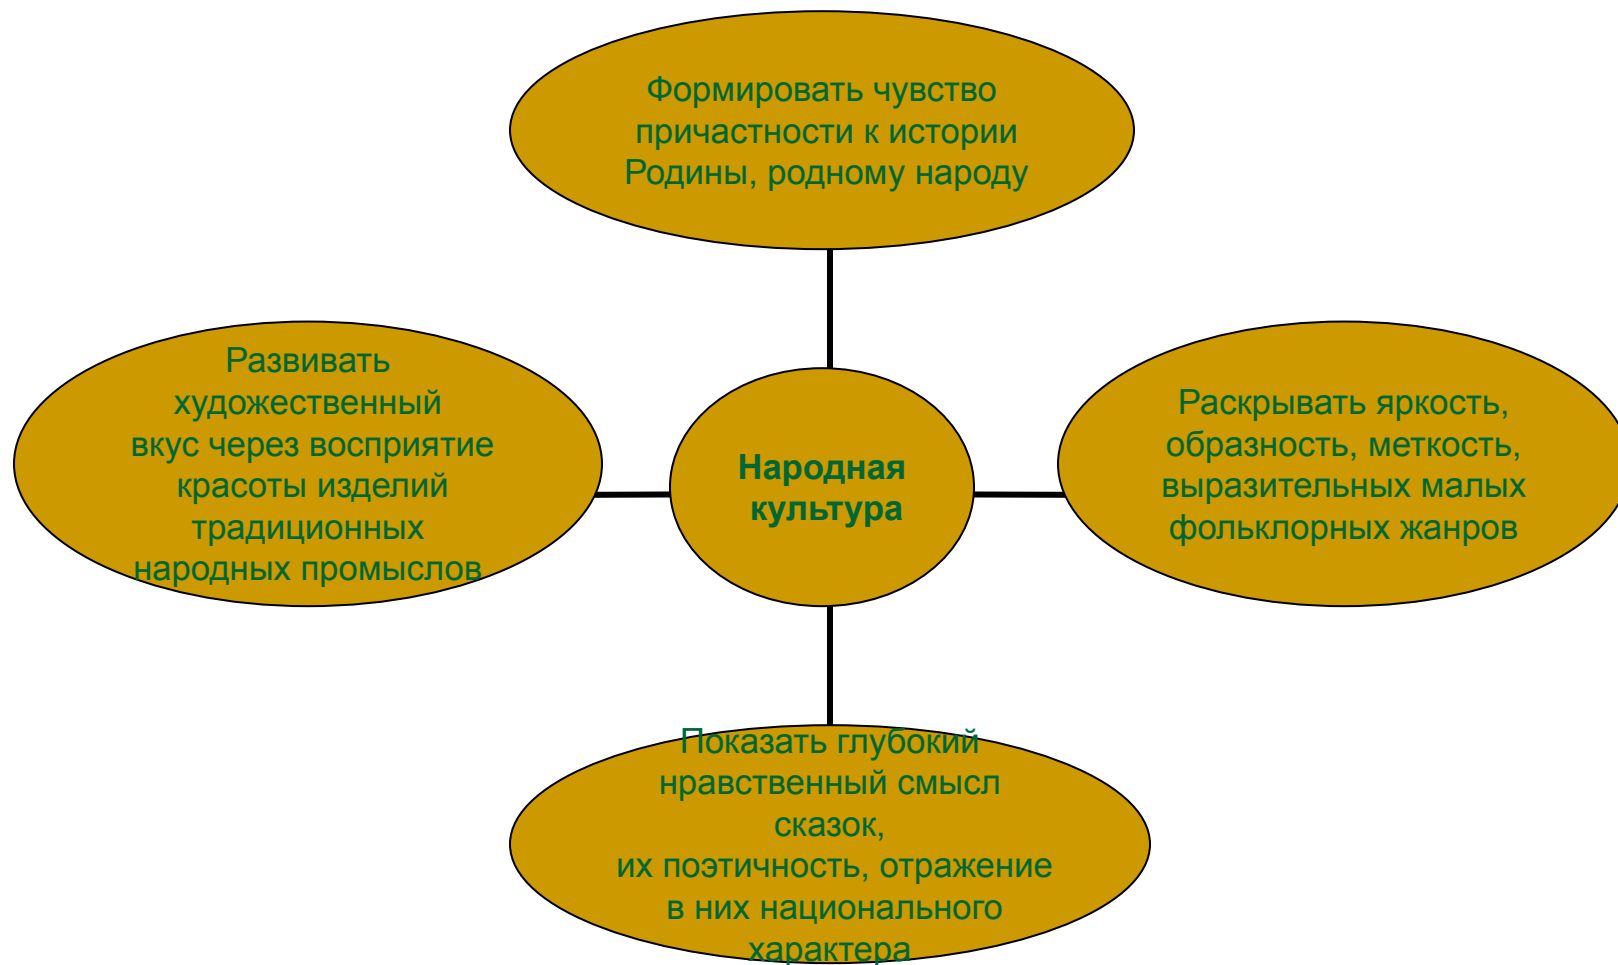 Формировать чувство
причастности к истории
Родины, родному народу
Развивать
художественный
вкус через восприятие
красоты изделий
традиционных
народных промыслов
Народная
культура
Раскрывать яркость,
образность, меткость,
выразительных малых
фольклорных жанров
Показать глубокий
нравственный смысл
сказок,
их поэтичность, отражение
в них национального
характера